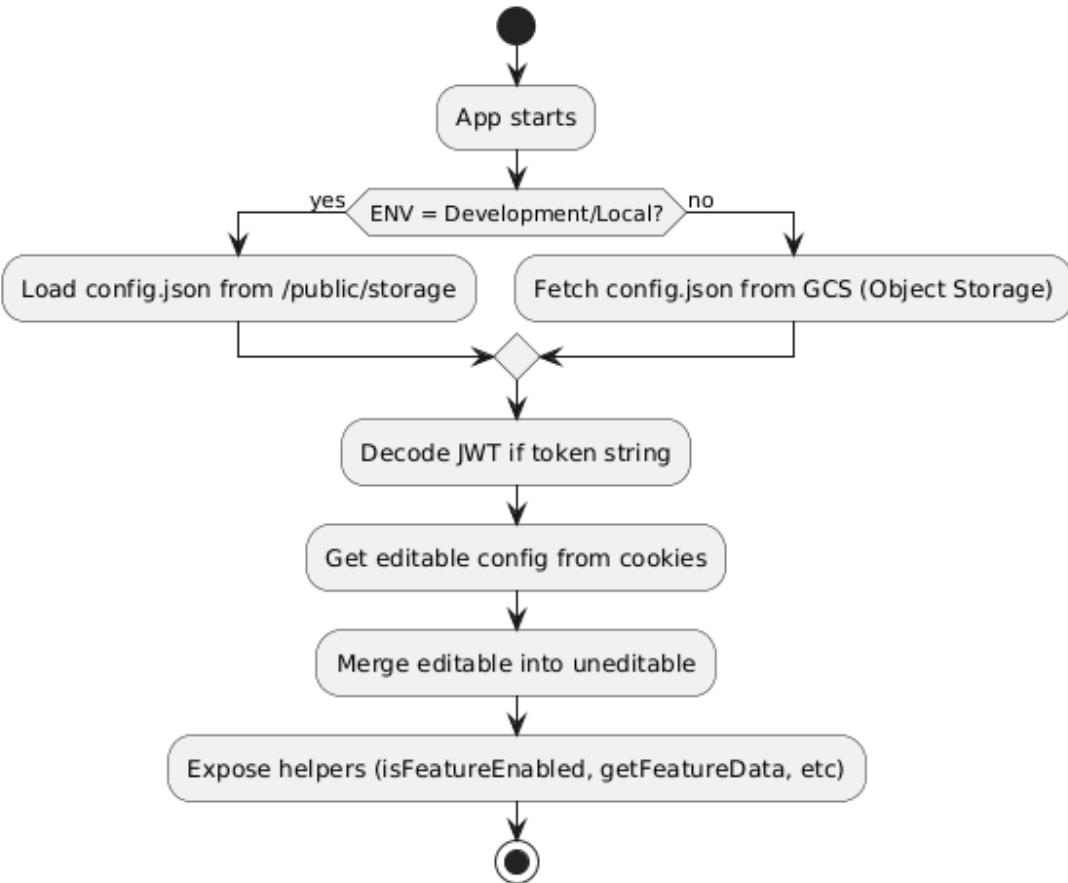 App starts
yes
ENV = Development/Local?
no
Load config.json from /public/storage
Fetch config.json from GCS (Object Storage)
Decode JWT if token string
Get editable config from cookies
Merge editable into uneditable
Expose helpers (isFeatureEnabled, getFeatureData, etc)